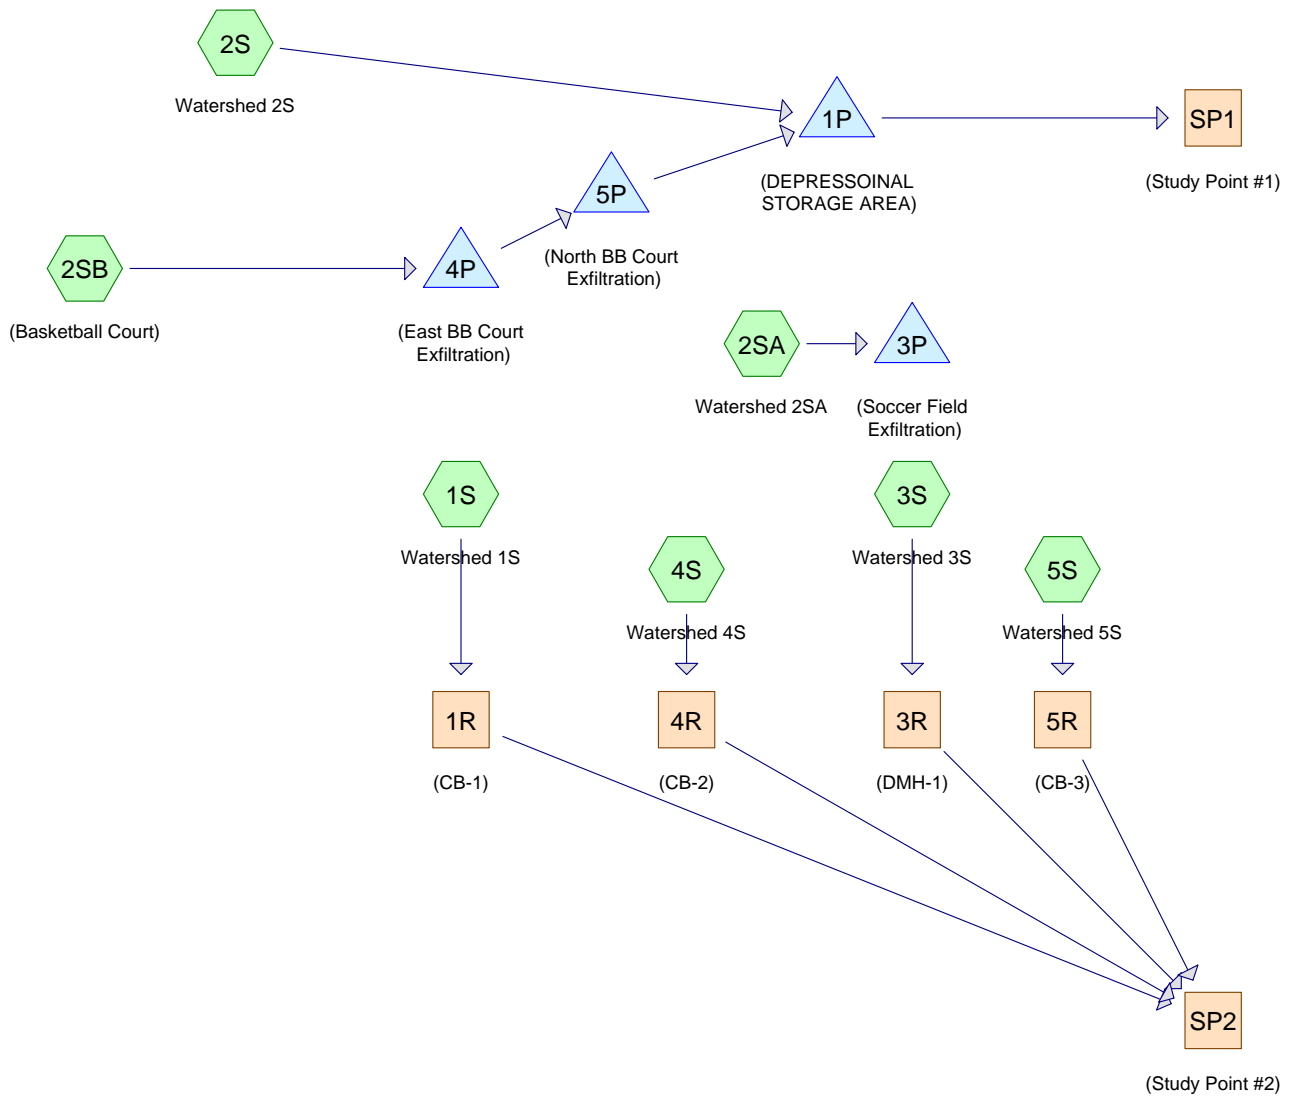 2S
Watershed 2S
1P
(DEPRESSOINAL
STORAGE AREA)
SP1
(Study Point #1)
5P
(North BB Court
Exfiltration)
2SB
(Basketball Court)
4P
(East BB Court
Exfiltration)
2SA
Watershed 2SA
3P
(Soccer Field
Exfiltration)
1S
Watershed 1S
3S
Watershed 3S
4S
Watershed 4S
5S
Watershed 5S
1R
(CB-1)
4R
(CB-2)
3R
(DMH-1)
5R
(CB-3)
SP2
(Study Point #2)